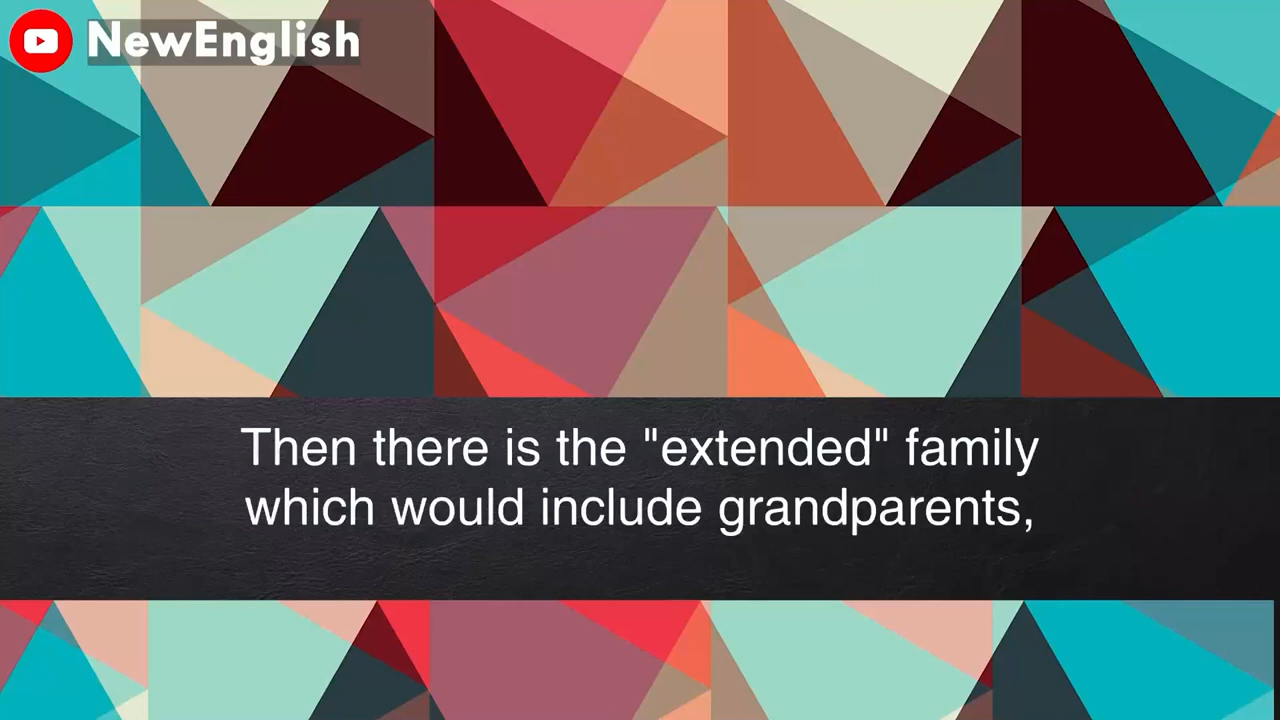 NewEnglish
Then there is the "extended" family
which would include grandparents,